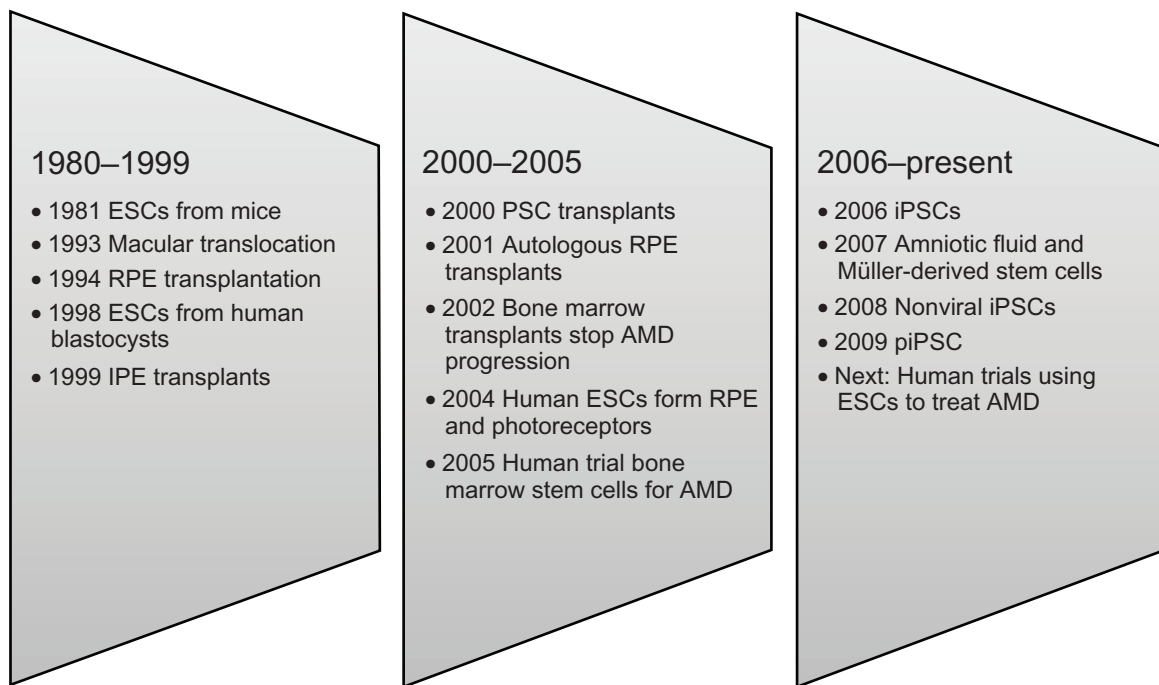 1980–1999
• 1981 ESCs from mice
• 1993 Macular translocation
• 1994 RPE transplantation
• 1998 ESCs from human
blastocysts
• 1999 IPE transplants
2000–2005
• 2000 PSC transplants
• 2001 Autologous RPE
transplants
• 2002 Bone marrow
transplants stop AMD
progression
• 2004 Human ESCs form RPE
and photoreceptors
• 2005 Human trial bone
marrow stem cells for AMD
2006–present
• 2006 iPSCs
• 2007 Amniotic fluid and
Müller-derived stem cells
• 2008 Nonviral iPSCs
• 2009 piPSC
• Next: Human trials using
ESCs to treat AMD